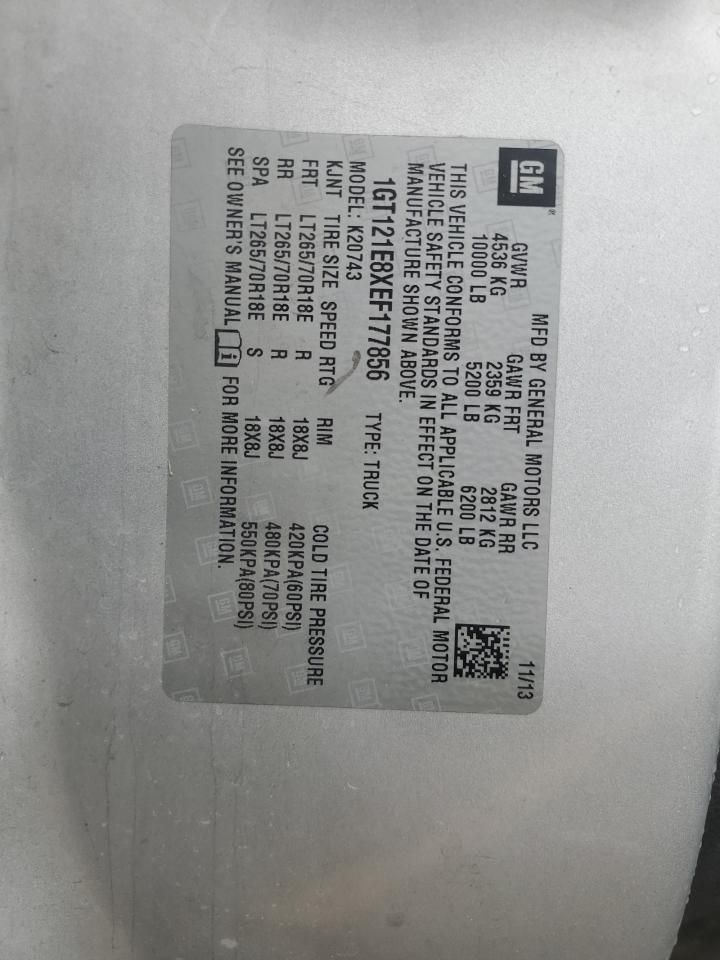 GM
MFD BY GENERAL MOTORS LLC 11/13
GVWR GAWR FRT GAWR RR
4536 KG 2359 KG 2812 KG
10000 LB 5200 LB 6200 LB
THIS VEHICLE CONFORMS TO ALL APPLICABLE U.S. FEDERAL MOTOR
VEHICLE SAFETY STANDARDS IN EFFECT ON THE DATE OF
MANUFACTURE SHOWN ABOVE.
1GT121E8XEF177856 TYPE: TRUCK
MODEL: K20743
KJNT TIRE SIZE SPEED RTG RIM COLD TIRE PRESSURE
FRT LT265/70R18E R 18X8J 420KPA(60PSI)
RR LT265/70R18E R 18X8J 480KPA(70PSI)
SPA LT265/70R18E S 18X8J 550KPA(80PSI)
SEE OWNER'S MANUAL i FOR MORE INFORMATION.